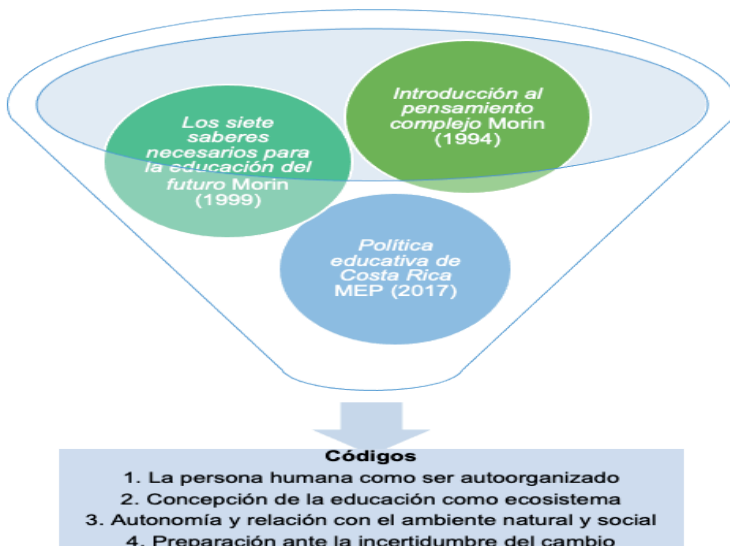 Introducción al
pensamiento
complejo Morin
(1994)
Los siete
saberes
necesarios para
la educación del
futuro Morin
(1999)
Política
educativa de
Costa Rica
MEP (2017)
Códigos
1. La persona humana como ser autoorganizado
2. Concepción de la educación como ecosistema
3. Autonomía y relación con el ambiente natural y social
4. Preparación ante la incertidumbre del cambio